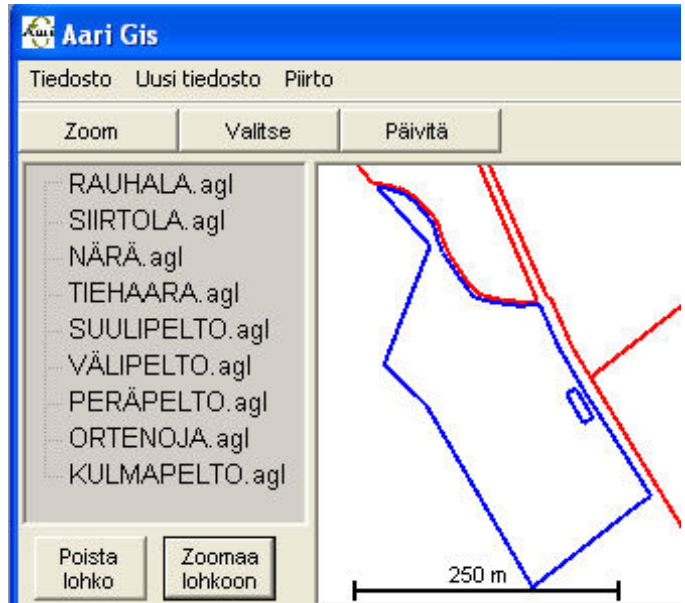 Aari Gis
Tiedosto Uusi tiedosto Piirto
Zoom Valitse Päivitä
RAUHALA.agl
SIIRTOLA.agl
NÄRÄ.agl
TIEHAARA.agl
SUULIPELTO.agl
VÄLIPELTO.agl
PERÄPELTO.agl
ORTENOJA.agl
KULMAPELTO.agl
Poista
lohko
Zoomaa
lohkoon
250 m